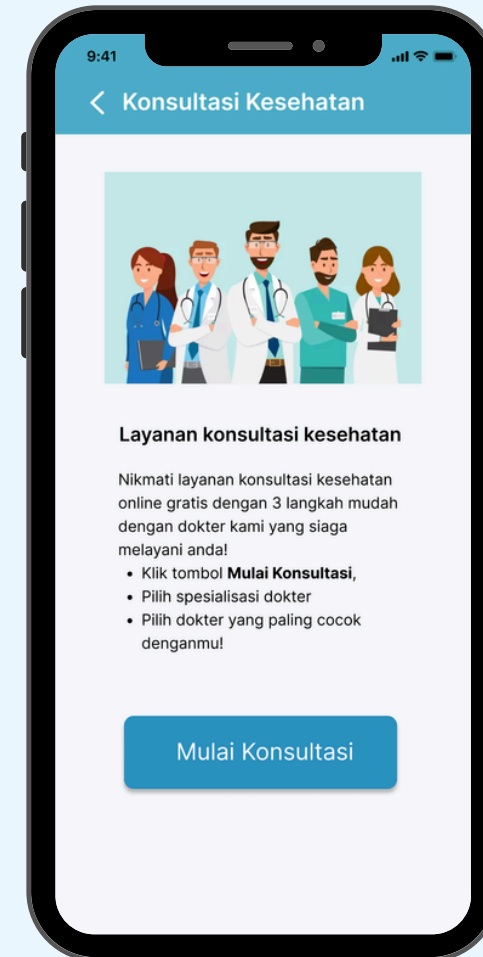 9:41
Konsultasi Kesehatan
Layanan konsultasi kesehatan
Nikmati layanan konsultasi kesehatan
online gratis dengan 3 langkah mudah
dengan dokter kami yang siaga
melayani anda!
• Klik tombol Mulai Konsultasi,
• Pilih spesialisasi dokter
• Pilih dokter yang paling cocok
denganmu!
Mulai Konsultasi